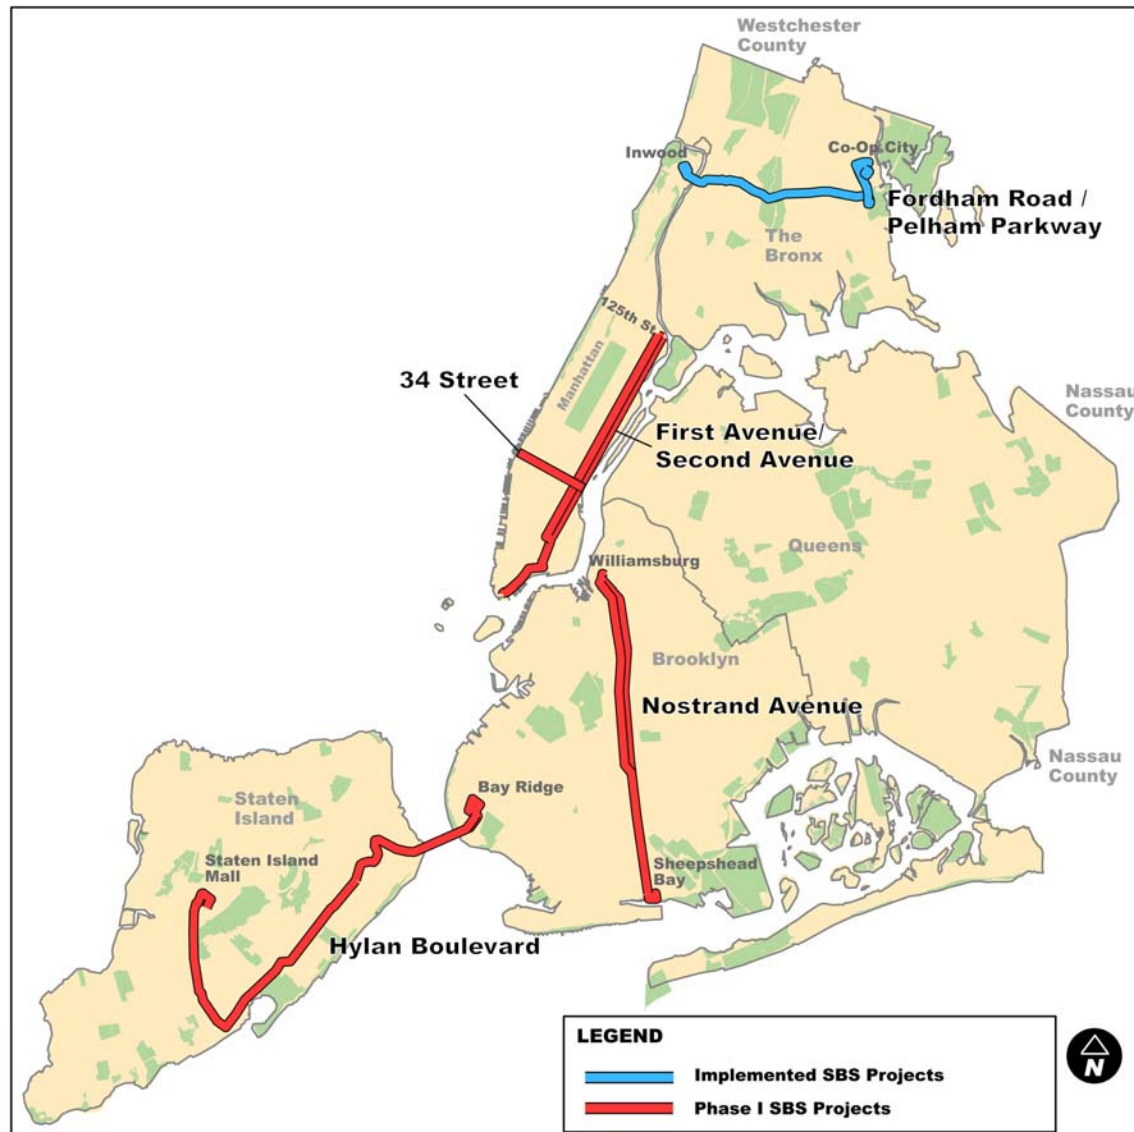 Westchester
County
Inwood
Co-Op City
Fordham Road /
Pelham Parkway
The
Bronx
125th St
Manhattan
34 Street
First Avenue/
Second Avenue
Nassau
County
Queens
Williamsburg
Brooklyn
Nostrand Avenue
Nassau
County
Bay Ridge
Staten
Island
Staten Island
Mall
Sheepshead
Bay
Hylan Boulevard
LEGEND
Implemented SBS Projects
Phase I SBS Projects
N